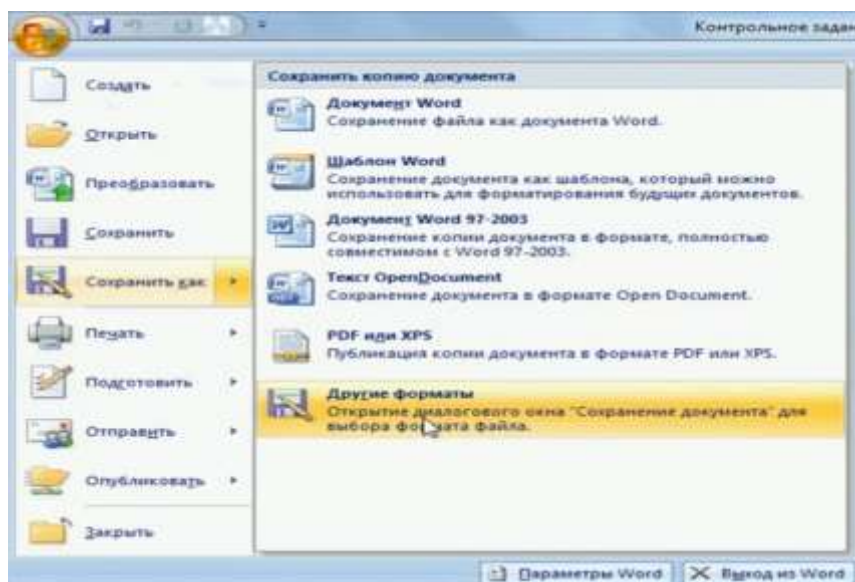 Контрольное задан
Создать
Открыть
Преобразовать
Сохранить
Сохранить как
Печать
Подготовить
Отправить
Опубликовать
Закрыть
Сохранить копию документа
Документ Word
Сохранение файла как документа Word.
Шаблон Word
Сохранение документа как шаблона, который можно
использовать для форматирования будущих документов.
Документ Word 97-2003
Сохранение копии документа в формате, полностью
совместимом с Word 97-2003.
Текст OpenDocument
Сохранение документа в формате Open Document.
PDF или XPS
Публикация копии документа в формате PDF или XPS.
Другие форматы
Открытие диалогового окна "Сохранение документа" для
выбора формата файла.
Параметры Word
Выход из Word